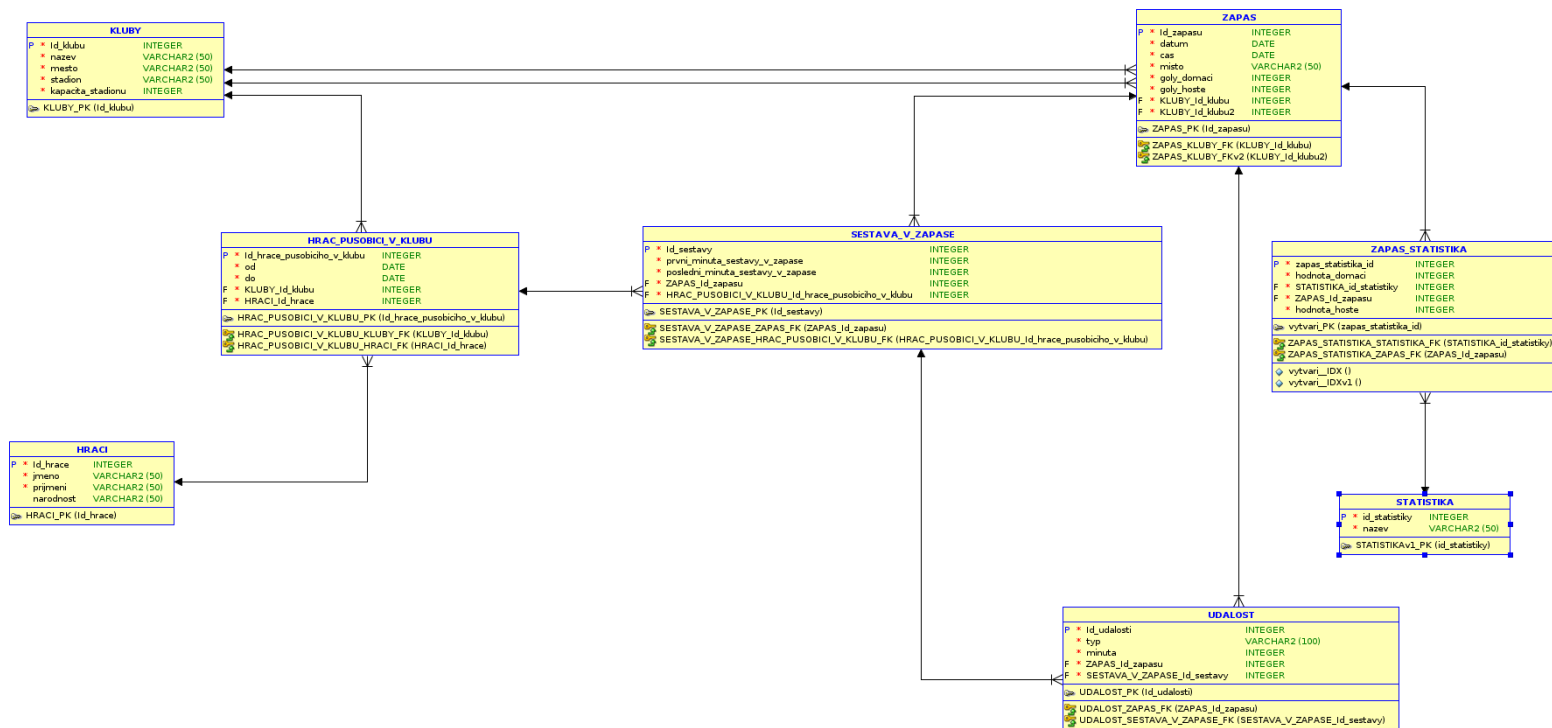 KLUBY
P * Id_klubu INTEGER
* nazev VARCHAR2 (50)
* mesto VARCHAR2 (50)
* stadion VARCHAR2 (50)
* kapacita_stadionu INTEGER
KLUBY_PK (Id_klubu)
ZAPAS
P * Id_zapasu INTEGER
* datum DATE
* cas DATE
* misto VARCHAR2 (50)
* goly_domaci INTEGER
* goly_hoste INTEGER
F * KLUBY_Id_klubu INTEGER
F * KLUBY_Id_klubu2 INTEGER
ZAPAS_PK (Id_zapasu)
ZAPAS_KLUBY_FK (KLUBY_Id_klubu)
ZAPAS_KLUBY_FKv2 (KLUBY_Id_klubu2)
HRAC_PUSOBICI_V_KLUBU
P * Id_hrace_pusobiciho_v_klubu INTEGER
* od DATE
* do DATE
F * KLUBY_Id_klubu INTEGER
F * HRACI_Id_hrace INTEGER
HRAC_PUSOBICI_V_KLUBU_PK (Id_hrace_pusobiciho_v_klubu)
HRAC_PUSOBICI_V_KLUBU_KLUBY_FK (KLUBY_Id_klubu)
HRAC_PUSOBICI_V_KLUBU_HRACI_FK (HRACI_Id_hrace)
SESTAVA_V_ZAPASE
P * Id_sestavy INTEGER
* prvni_minuta_sestavy_v_zapase INTEGER
* posledni_minuta_sestavy_v_zapase INTEGER
F * ZAPAS_Id_zapasu INTEGER
F * HRAC_PUSOBICI_V_KLUBU_Id_hrace_pusobiciho_v_klubu INTEGER
SESTAVA_V_ZAPASE_PK (Id_sestavy)
SESTAVA_V_ZAPASE_ZAPAS_FK (ZAPAS_Id_zapasu)
SESTAVA_V_ZAPASE_HRAC_PUSOBICI_V_KLUBU_FK (HRAC_PUSOBICI_V_KLUBU_Id_hrace_pusobiciho_v_klubu)
ZAPAS_STATISTIKA
P * zapas_statistika_id INTEGER
* hodnota_domaci INTEGER
F * STATISTIKA_id_statistiky INTEGER
F * ZAPAS_Id_zapasu INTEGER
* hodnota_hoste INTEGER
vytvari_PK (zapas_statistika_id)
ZAPAS_STATISTIKA_STATISTIKA_FK (STATISTIKA_id_statistiky)
ZAPAS_STATISTIKA_ZAPAS_FK (ZAPAS_Id_zapasu)
vytvari__IDX ()
vytvari__IDXv1 ()
HRACI
P * Id_hrace INTEGER
* jmeno VARCHAR2 (50)
* prijmeni VARCHAR2 (50)
narodnost VARCHAR2 (50)
HRACI_PK (Id_hrace)
STATISTIKA
P * id_statistiky INTEGER
* nazev VARCHAR2 (50)
STATISTIKAv1_PK (id_statistiky)
UDALOST
P * Id_udalosti INTEGER
* typ VARCHAR2 (100)
* minuta INTEGER
F * ZAPAS_Id_zapasu INTEGER
F * SESTAVA_V_ZAPASE_Id_sestavy INTEGER
UDALOST_PK (Id_udalosti)
UDALOST_ZAPAS_FK (ZAPAS_Id_zapasu)
UDALOST_SESTAVA_V_ZAPASE_FK (SESTAVA_V_ZAPASE_Id_sestavy)